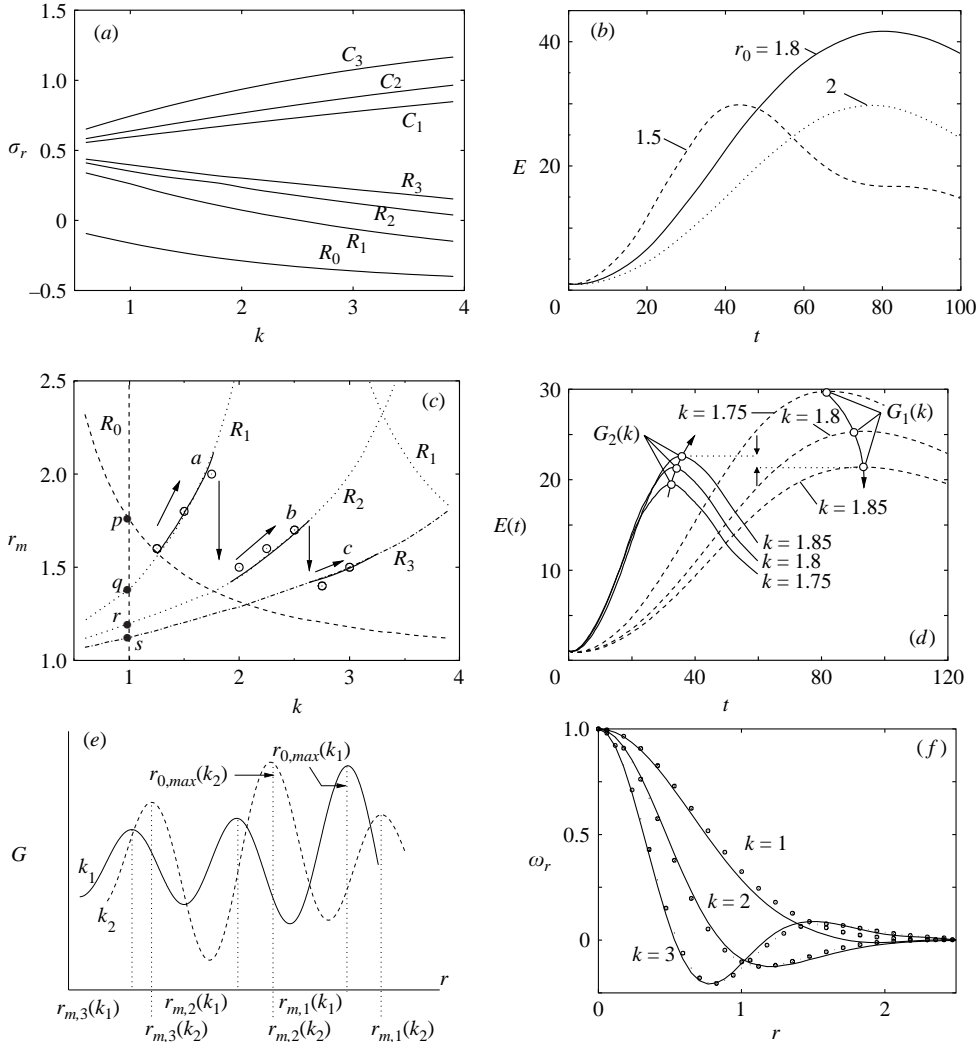 (a)
1.5
1.0
0.5
0
–0.5
σr
C3
C2
C1
R3
R2
R1
R0
1 2 3 4
k
(b)
40
30
20
10
0
E
r0 = 1.8
2
1.5
20 40 60 80 100
t
(c)
2.5
2.0
1.5
1.0
rm
R0
R1
R1
R2
R3
a
b
c
p
q
r
s
0 1 2 3 4
k
(d)
30
20
10
0
E(t)
G2(k)
G1(k)
k = 1.75
k = 1.8
k = 1.85
k = 1.85
k = 1.8
k = 1.75
40 80 120
t
(e)
G
r0,max(k1)
r0,max(k2)
k1
k2
r
rm,3(k1) rm,2(k1) rm,1(k1)
rm,3(k2) rm,2(k2) rm,1(k2)
(f)
1.0
0.5
0
ωr
k = 1
k = 2
k = 3
0 1 2
r